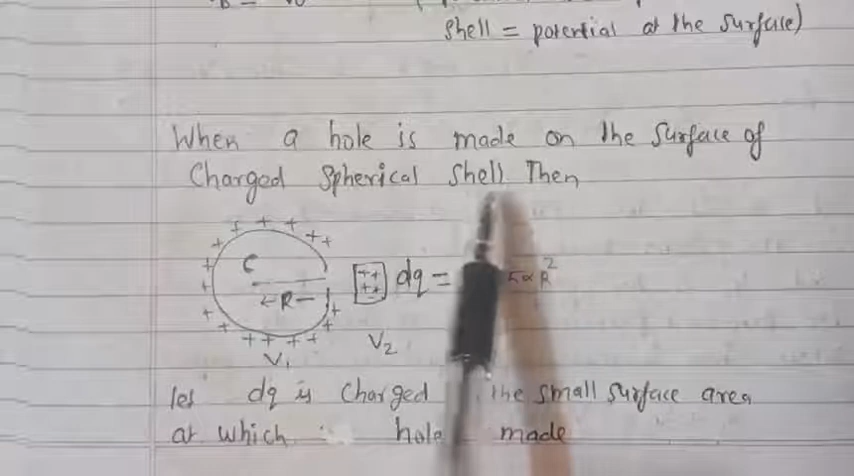 shell = potential at the surface)
When a hole is made on the surface of
Charged Spherical Shell Then
C
R
dq = R²
V₁
V₂
let dq is Charged the small surface area
at which hole made